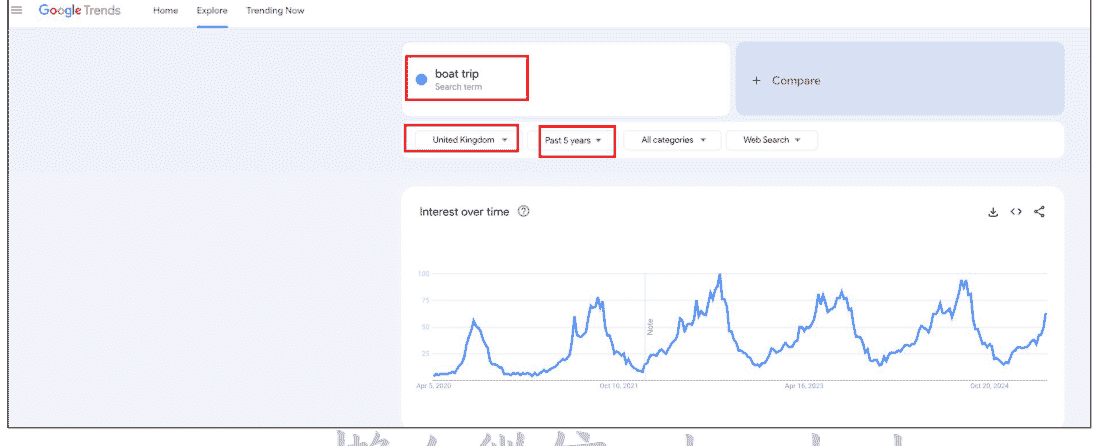 Google Trends Home Explore Trending Now
boat trip
Search term
+ Compare
United Kingdom Past 5 years All categories Web Search
Interest over time
100
75
50
25
Note
Apr 5, 2020 Oct 10, 2021 Apr 16, 2023 Oct 20, 2024